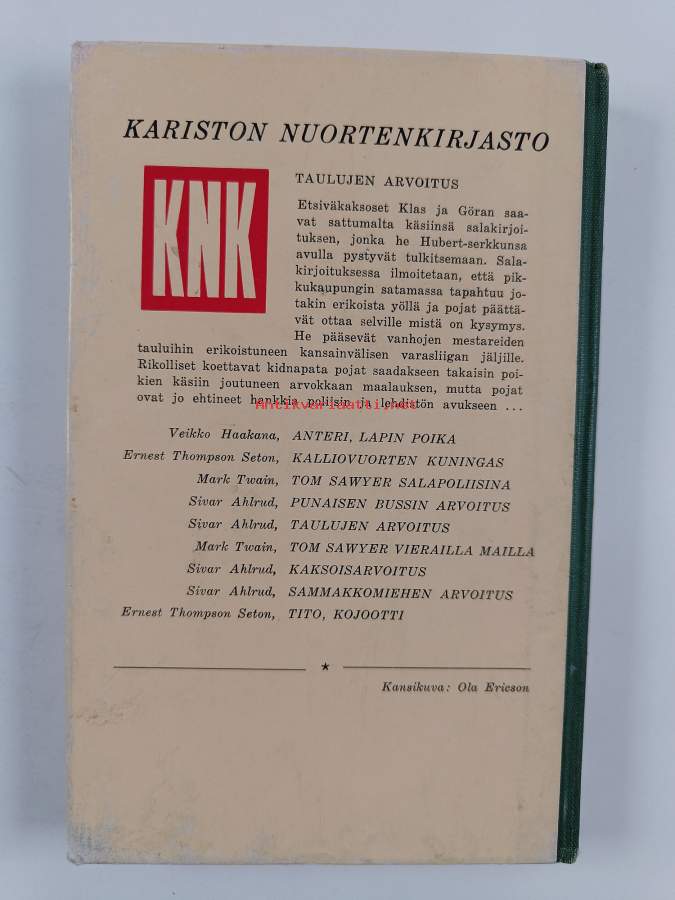 KARISTON NUORTENKIRJASTO
KNK
TAULUJEN ARVOITUS
Etsiväkaksoset Klas ja Göran saa-
vat sattumalta käsiinsä salakirjoi-
tuksen, jonka he Hubert-serkkunsa
avulla pystyvät tulkitsemaan. Sala-
kirjoituksessa ilmoitetaan, että pik-
kukaupungin satamassa tapahtuu jo-
takin erikoista yöllä ja pojat päättä-
vät ottaa selville mistä on kysymys.
He pääsevät vanhojen mestareiden
tauluihin erikoistuneen kansainvälisen varasliigan jäljille.
Rikolliset koettavat kidnapata pojat saadakseen takaisin poi-
kien käsiin joutuneen arvokkaan maalauksen, mutta pojat
ovat jo ehtineet hankkia poliisin ja lehdistön avukseen ...
Antikvariaatti.net
Veikko Haakana, ANTERI, LAPIN POIKA
Ernest Thompson Seton, KALLIOVUORTEN KUNINGAS
Mark Twain, TOM SAWYER SALAPOLIISINA
Sivar Ahlrud, PUNAISEN BUSSIN ARVOITUS
Sivar Ahlrud, TAULUJEN ARVOITUS
Mark Twain, TOM SAWYER VIERAILLA MAILLA
Sivar Ahlrud, KAKSOISARVOITUS
Sivar Ahlrud, SAMMAKKOMIEHEN ARVOITUS
Ernest Thompson Seton, TITO, KOJOOTTI
Kansikuva: Ola Ericson